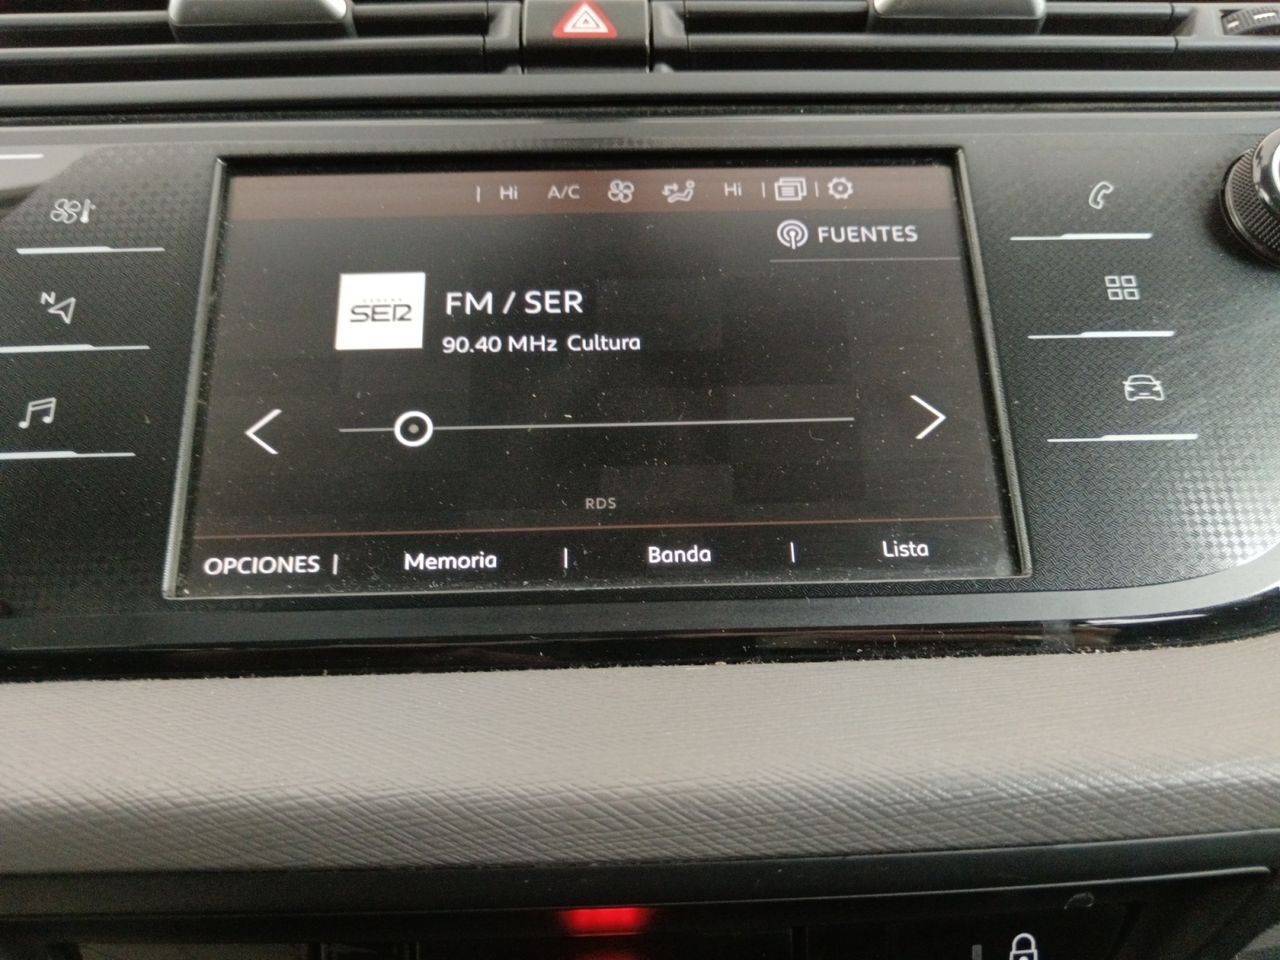 Hi A/C Hi
FUENTES
SER
FM / SER
90.40 MHz Cultura
N
RDS
OPCIONES | Memoria | Banda | Lista